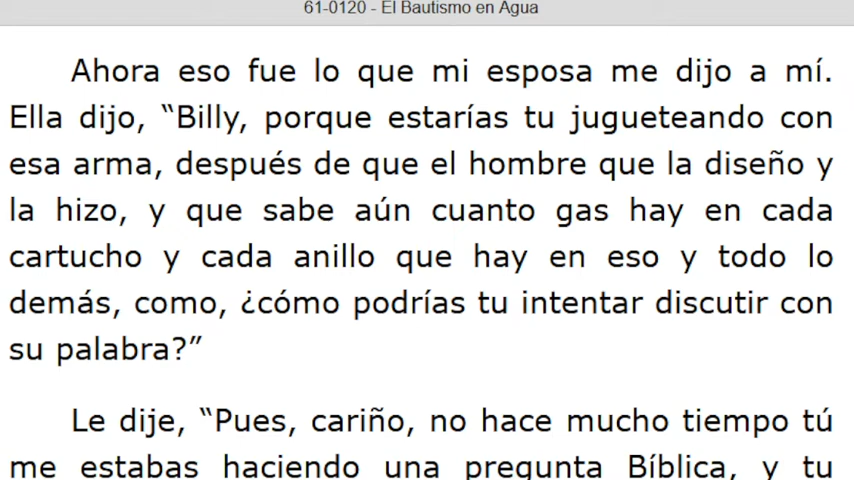 61-0120 - El Bautismo en Agua
Ahora eso fue lo que mi esposa me dijo a mí.
Ella dijo, “Billy, porque estarías tu jugueteando con
esa arma, después de que el hombre que la diseño y
la hizo, y que sabe aún cuanto gas hay en cada
cartucho y cada anillo que hay en eso y todo lo
demás, como, ¿cómo podrías tu intentar discutir con
su palabra?”
Le dije, “Pues, cariño, no hace mucho tiempo tú
me estabas haciendo una pregunta Bíblica, y tu